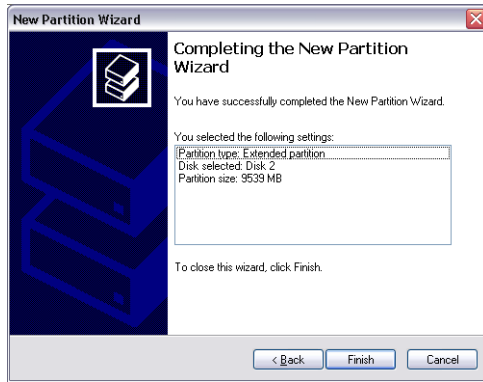 New Partition Wizard
Completing the New Partition
Wizard
You have successfully completed the New Partition Wizard.
You selected the following settings:
Partition type: Extended partition
Disk selected: Disk 2
Partition size: 9539 MB
To close this wizard, click Finish.
< Back
Finish
Cancel